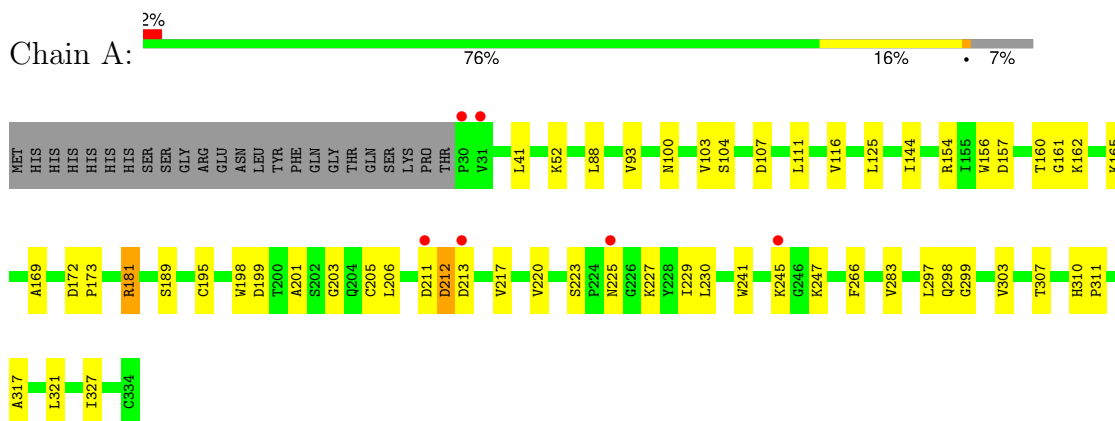 2%
Chain A:
76% 16% • 7%
MET HIS HIS HIS HIS HIS HIS SER SER GLY ARG GLU ASN LEU TYR PHE GLN GLY THR GLN SER LYS PRO THR P30 V31 L41 K52 L88 V93 N100 V103 S104 D107 L111 V116 L125 I144 R154 I155 W156 D157 T160 G161 K162 K165
A169 D172 P173 R181 S189 C195 W198 D199 T200 A201 S202 G203 Q204 C205 L206 D211 D212 D213 V217 V220 S223 P224 N225 G226 K227 Y228 I229 L230 W241 K245 G246 K247 F266 V283 L297 Q298 G299 V303 T307 H310 P311
A317 L321 I327 C334